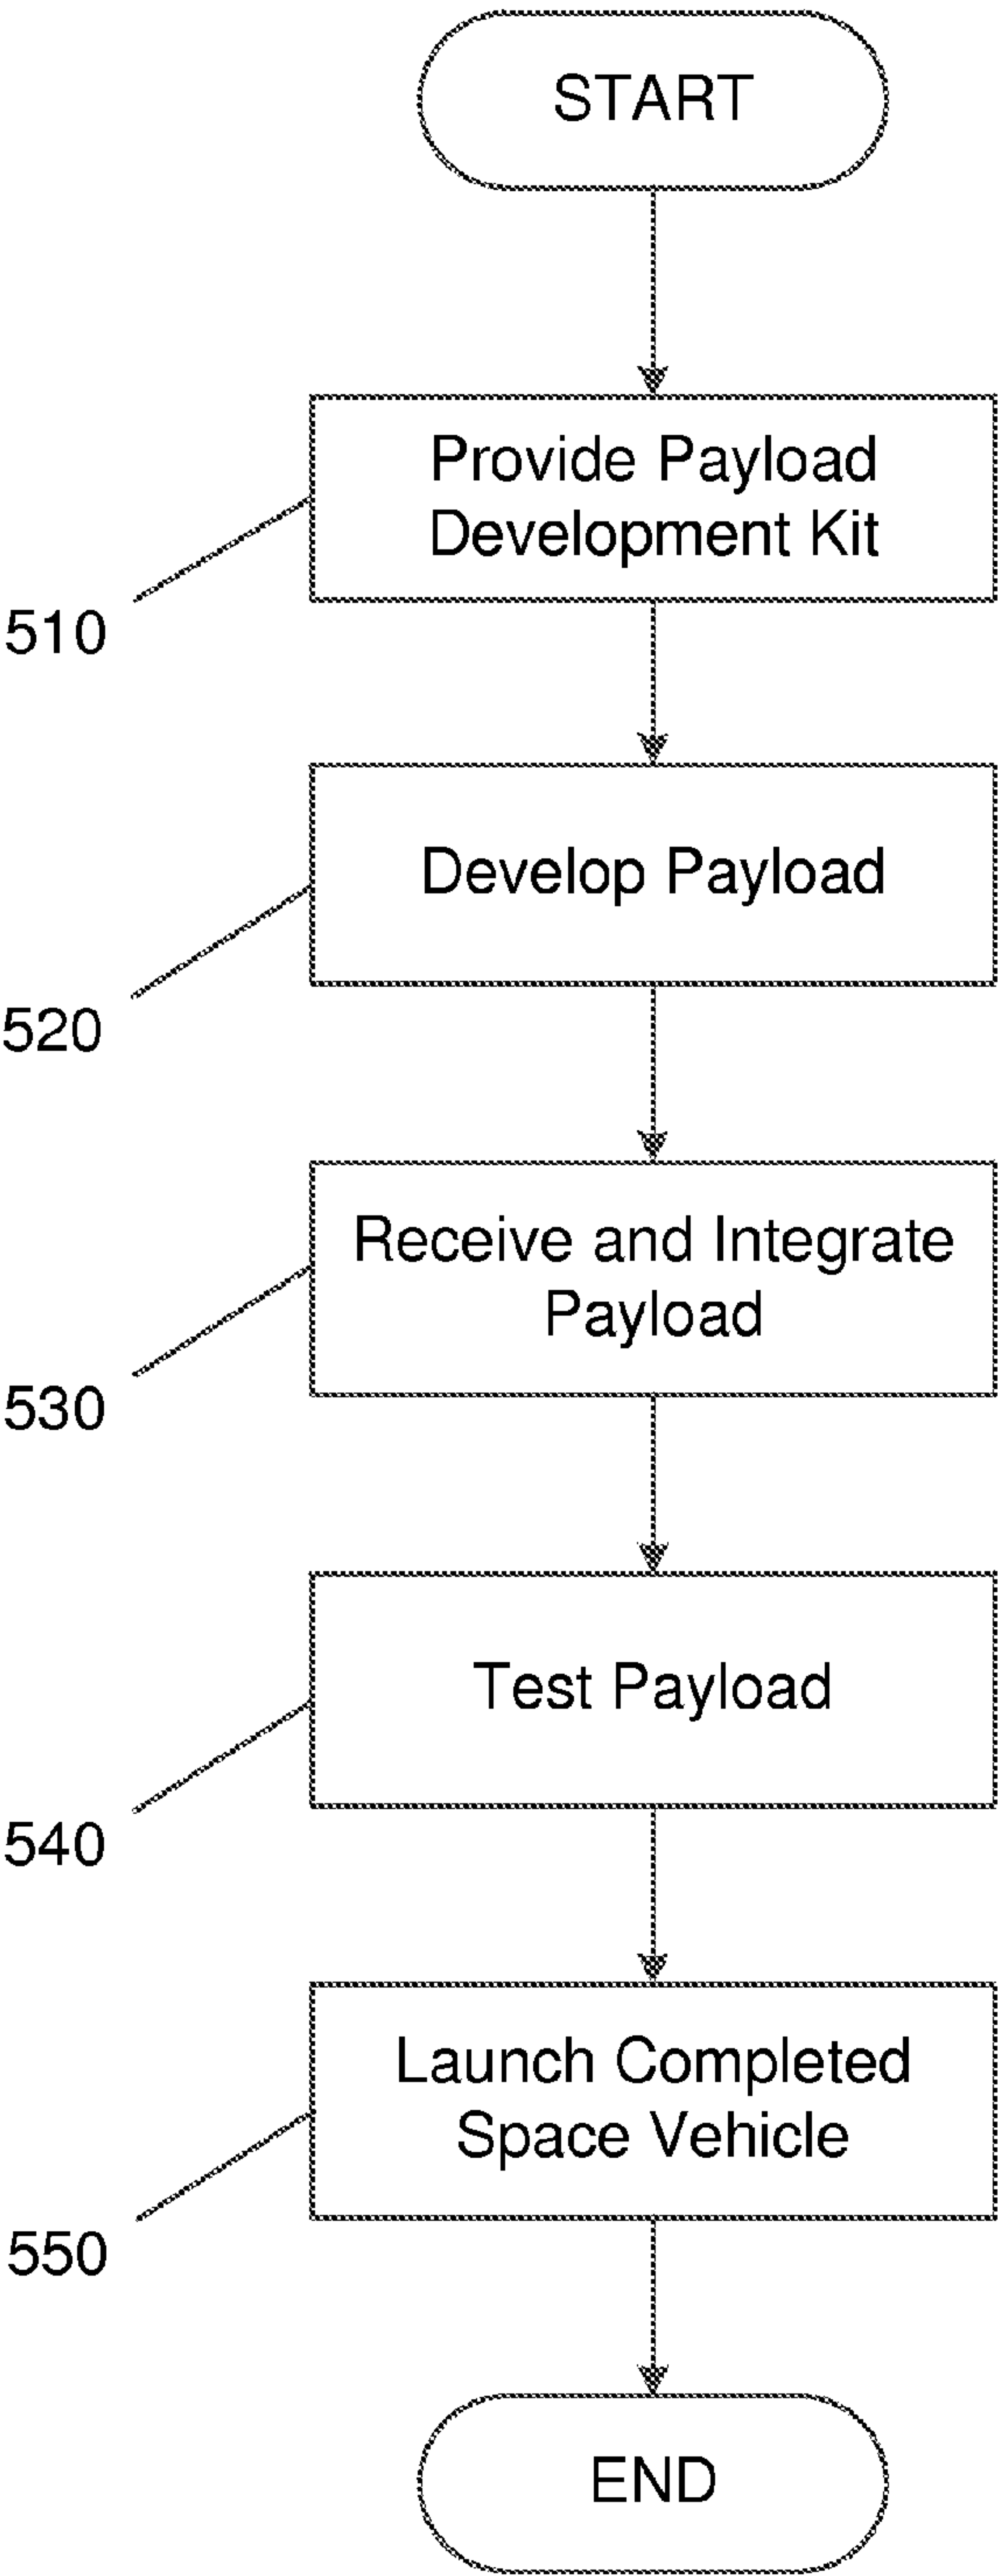 START
Provide Payload
Development Kit
510
Develop Payload
520
Receive and Integrate
Payload
530
Test Payload
540
Launch Completed
Space Vehicle
550
END